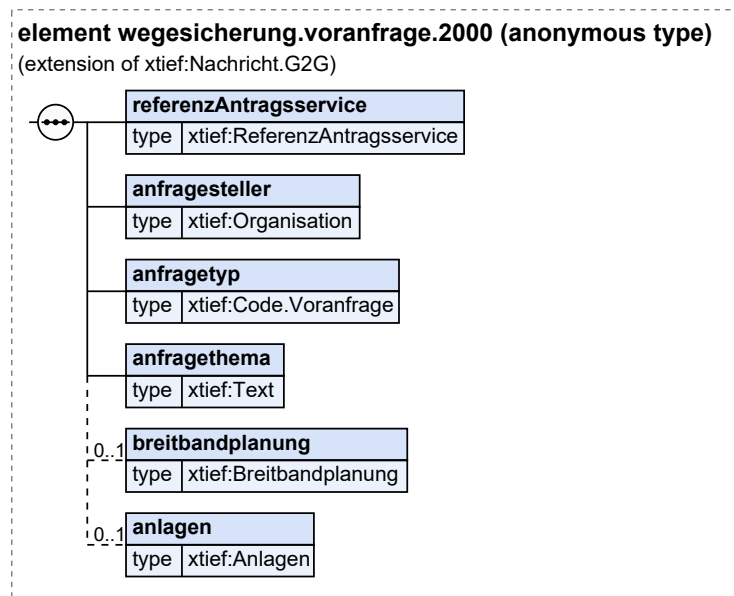 element wegesicherung.voranfrage.2000 (anonymous type)
(extension of xtief:Nachricht.G2G)
referenzAntragsservice
type xtief:ReferenzAntragsservice
anfragesteller
type xtief:Organisation
anfragetyp
type xtief:Code.Voranfrage
anfragethema
type xtief:Text
0..1 breitbandplanung
type xtief:Breitbandplanung
0..1 anlagen
type xtief:Anlagen